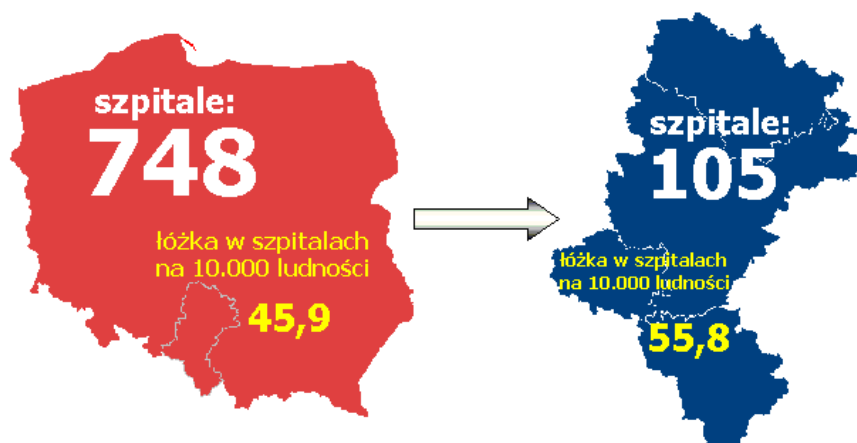 szpitale:
748
łóżka w szpitalach
na 10.000 ludności
45,9
szpitale:
105
łóżka w szpitalach
na 10.000 ludności
55,8